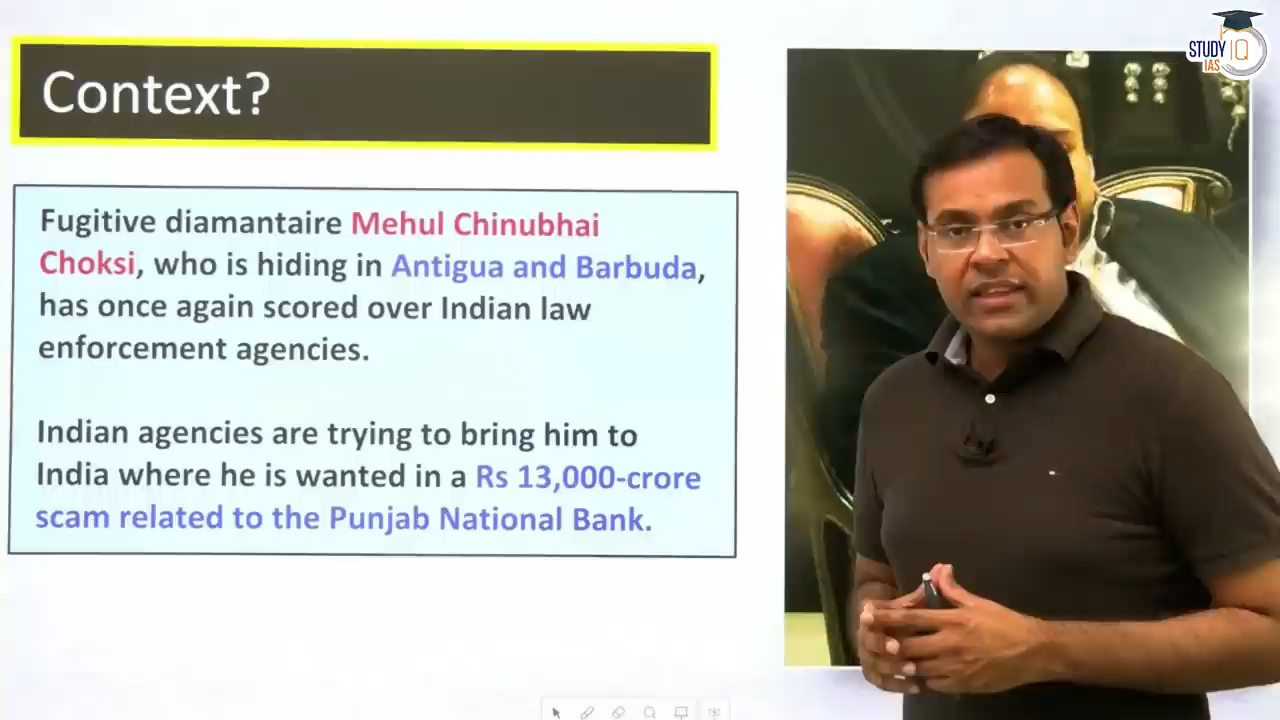 STUDY IQ
IAS
Context?
Fugitive diamantaire Mehul Chinubhai
Choksi, who is hiding in Antigua and Barbuda,
has once again scored over Indian law
enforcement agencies.
Indian agencies are trying to bring him to
India where he is wanted in a Rs 13,000-crore
scam related to the Punjab National Bank.